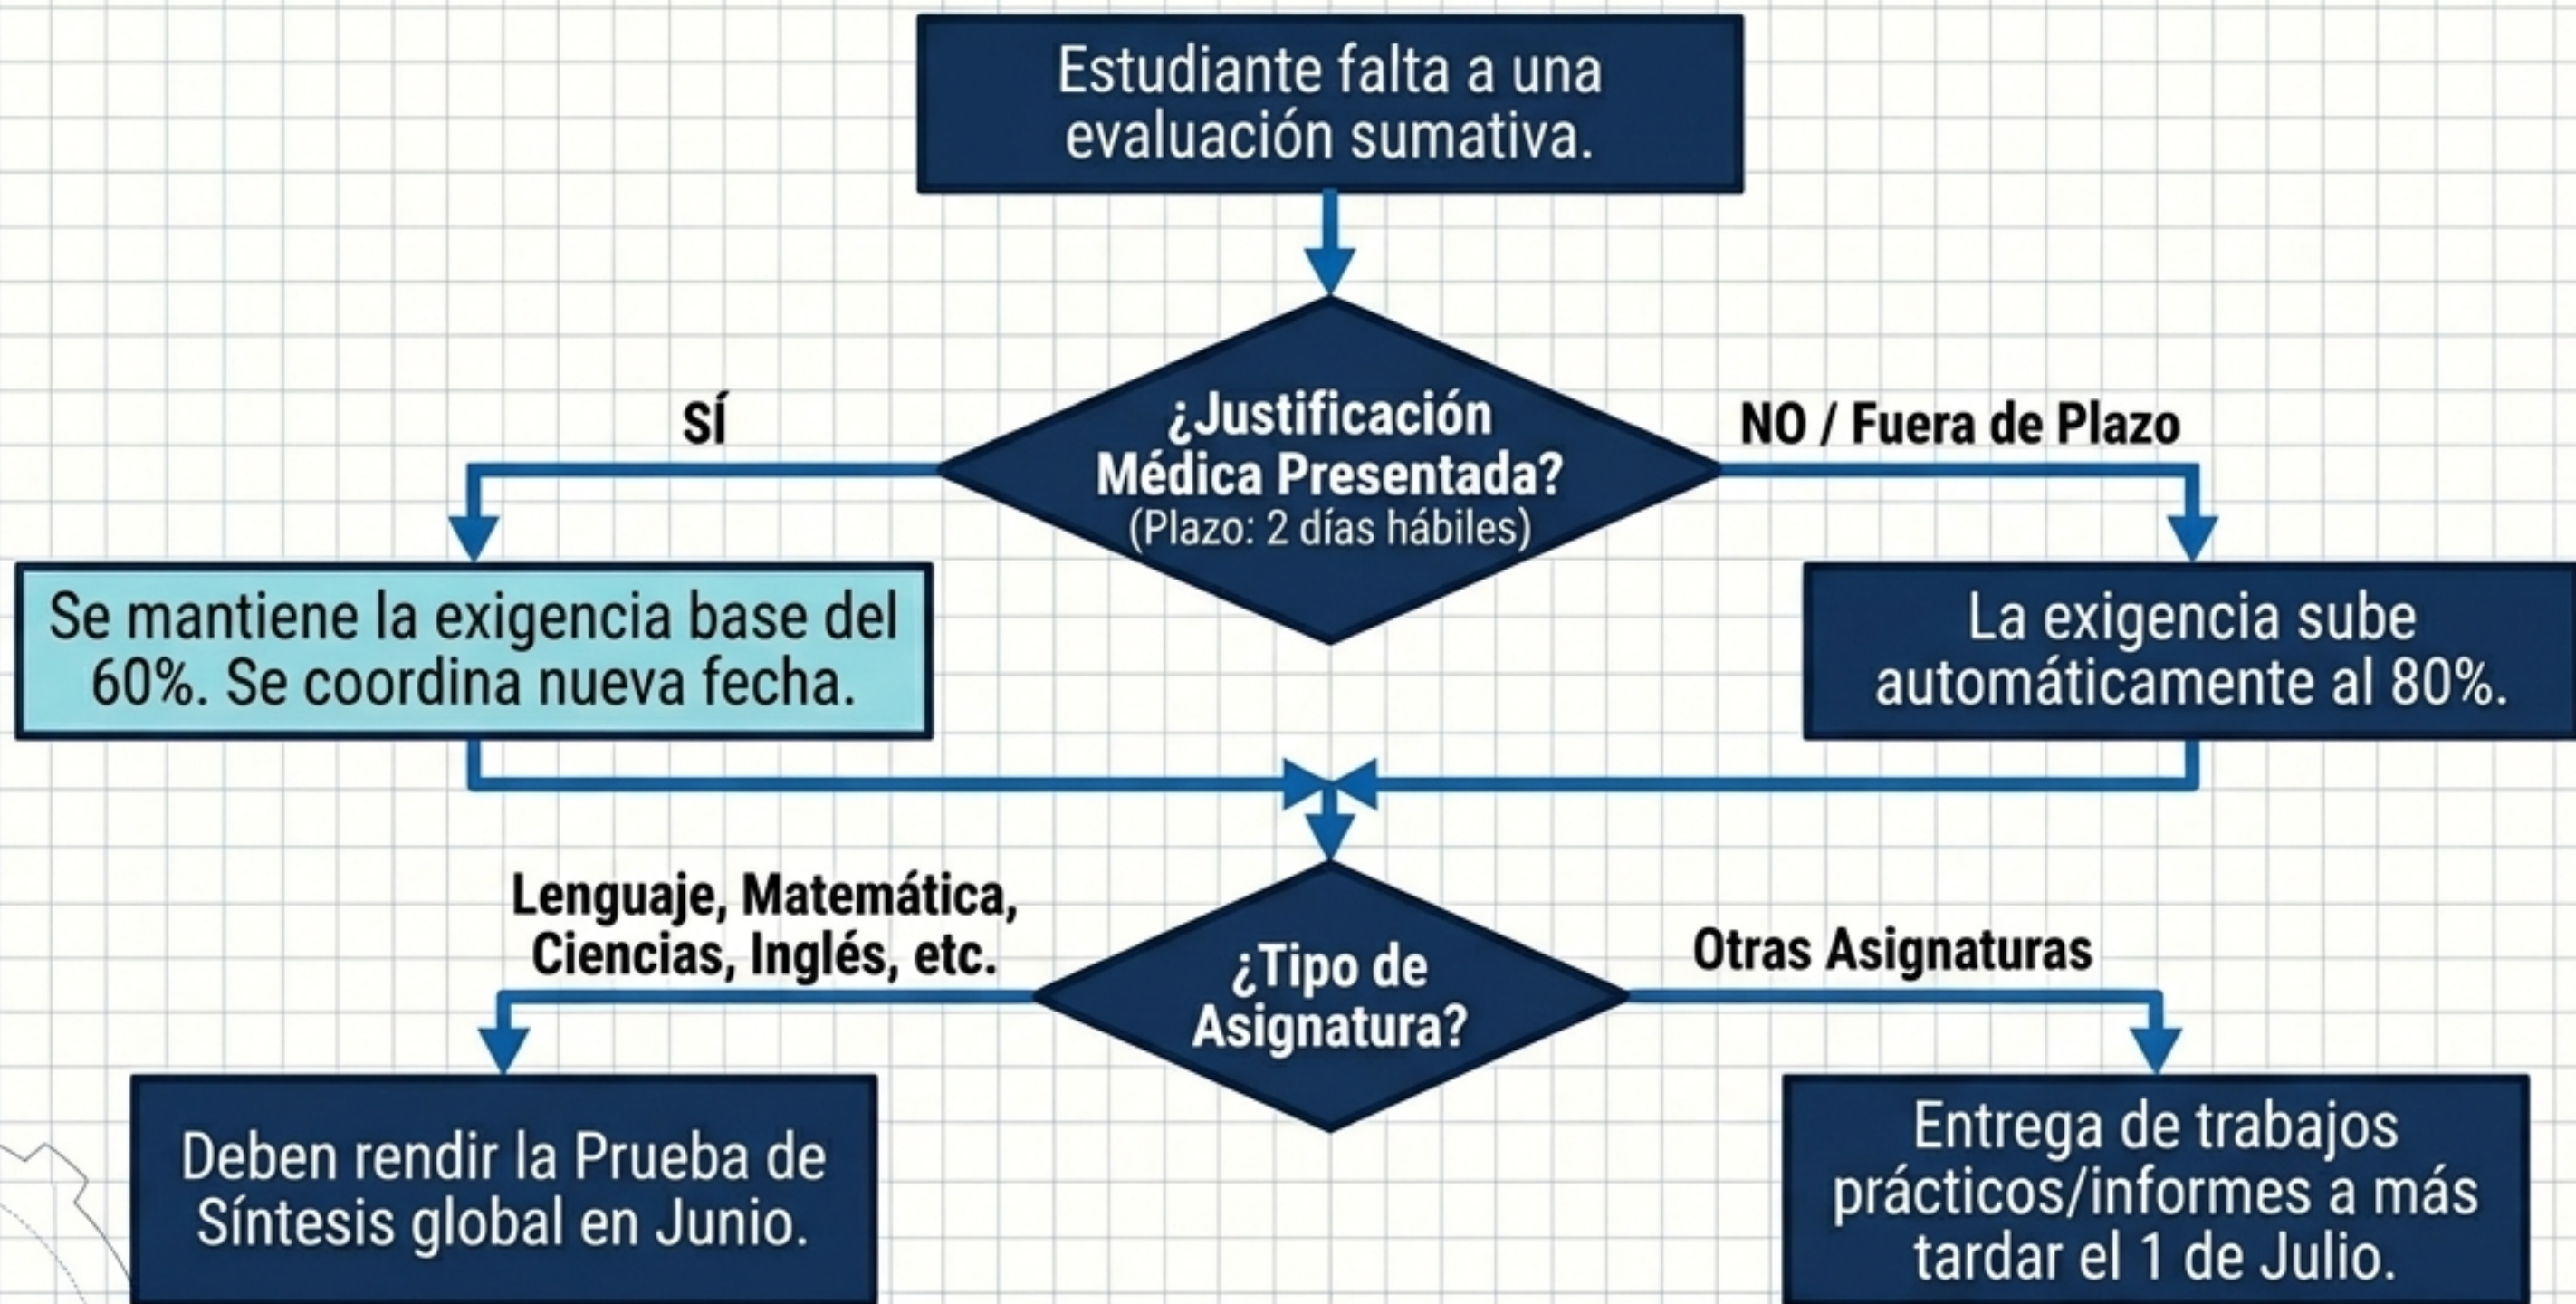 Estudiante falta a una
evaluación sumativa.
¿Justificación
Médica Presentada?
(Plazo: 2 días hábiles)
SÍ
NO / Fuera de Plazo
Se mantiene la exigencia base del
60%. Se coordina nueva fecha.
La exigencia sube
automáticamente al 80%.
¿Tipo de
Asignatura?
Lenguaje, Matemática,
Ciencias, Inglés, etc.
Otras Asignaturas
Deben rendir la Prueba de
Síntesis global en Junio.
Entrega de trabajos
prácticos/informes a más
tardar el 1 de Julio.